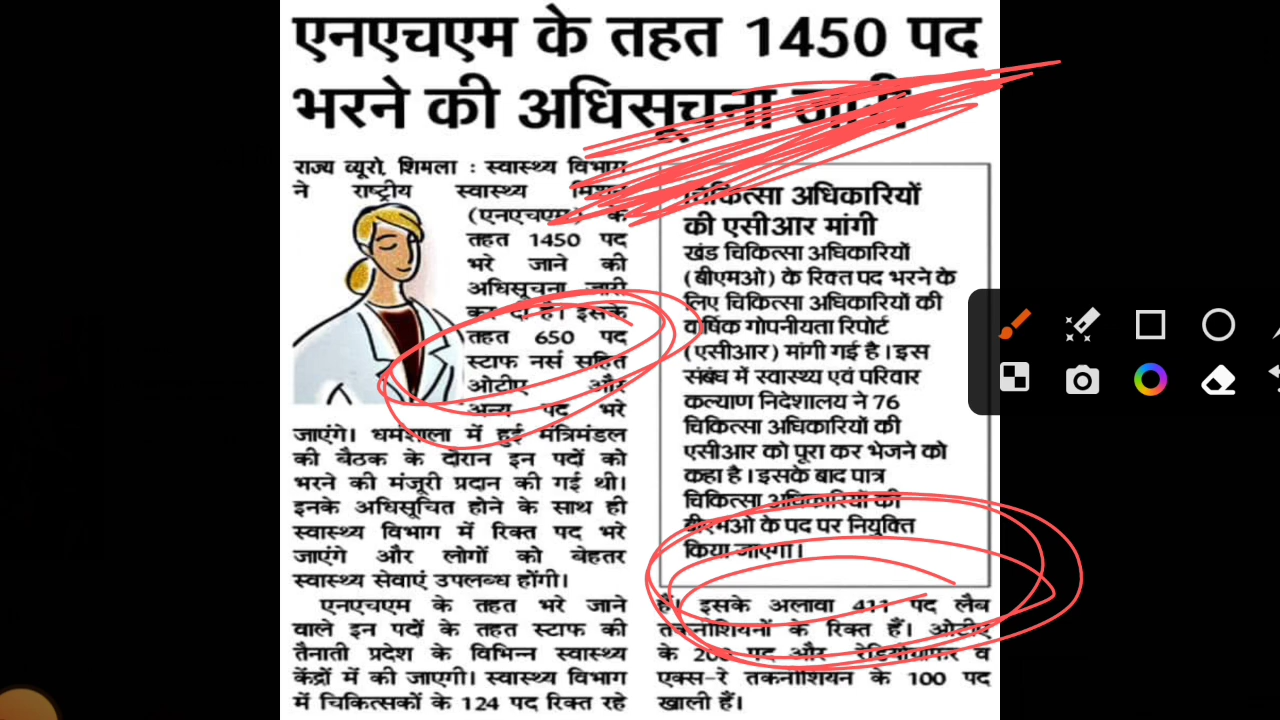 एनएचएम के तहत 1450 पद
भरने की अधिसूचना जारी
राज्य ब्यूरो, शिमला : स्वास्थ्य विभाग
ने राष्ट्रीय स्वास्थ्य मिशन
(एनएचएम) के
तहत 1450 पद
भरे जाने की
अधिसूचना जारी
कर दी है। इसके
तहत 650 पद
स्टाफ नर्स सहित
ओटीए और
अन्य पद भरे
जाएंगे। धर्मशाला में हुई मंत्रिमंडल
की बैठक के दौरान इन पदों को
भरने की मंजूरी प्रदान की गई थी।
इनके अधिसूचित होने के साथ ही
स्वास्थ्य विभाग में रिक्त पद भरे
जाएंगे और लोगों को बेहतर
स्वास्थ्य सेवाएं उपलब्ध होंगी।
एनएचएम के तहत भरे जाने
वाले इन पदों के तहत स्टाफ की
तैनाती प्रदेश के विभिन्न स्वास्थ्य
केंद्रों में की जाएगी। स्वास्थ्य विभाग
में चिकित्सकों के 124 पद रिक्त रहे
चिकित्सा अधिकारियों
की एसीआर मांगी
खंड चिकित्सा अधिकारियों
(बीएमओ) के रिक्त पद भरने के
लिए चिकित्सा अधिकारियों की
वार्षिक गोपनीयता रिपोर्ट
(एसीआर) मांगी गई है। इस
संबंध में स्वास्थ्य एवं परिवार
कल्याण निदेशालय ने 76
चिकित्सा अधिकारियों की
एसीआर को पूरा कर भेजने को
कहा है। इसके बाद पात्र
चिकित्सा अधिकारियों की
बीएमओ के पद पर नियुक्ति
किया जाएगा।
हैं। इसके अलावा 411 पद लैब
तकनीशियनों के रिक्त हैं। ओटीए
के पद और रेडियोग्राफर व
एक्स-रे तकनीशियन के 100 पद
खाली हैं।